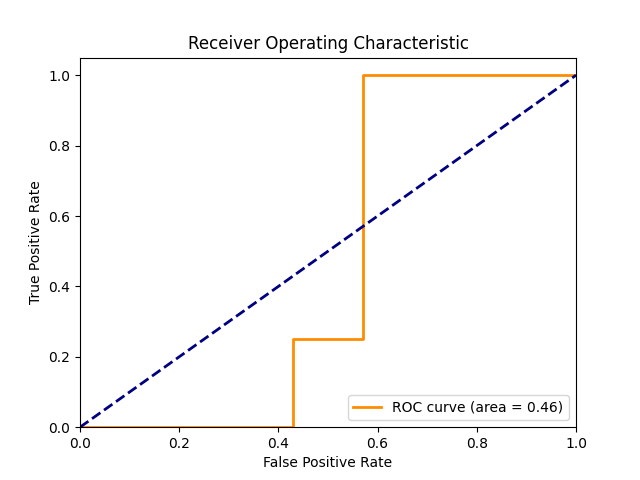 Receiver Operating Characteristic
True Positive Rate
1.0
0.8
0.6
0.4
0.2
0.0
ROC curve (area = 0.46)
0.0 0.2 0.4 0.6 0.8 1.0
False Positive Rate